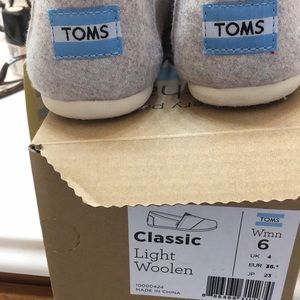 TOMS
TOMS
TOMS
Classic
Light
Woolen
Wmn
6
UK 4
EUR 36.5
JP 23
10000424
MADE IN CHINA